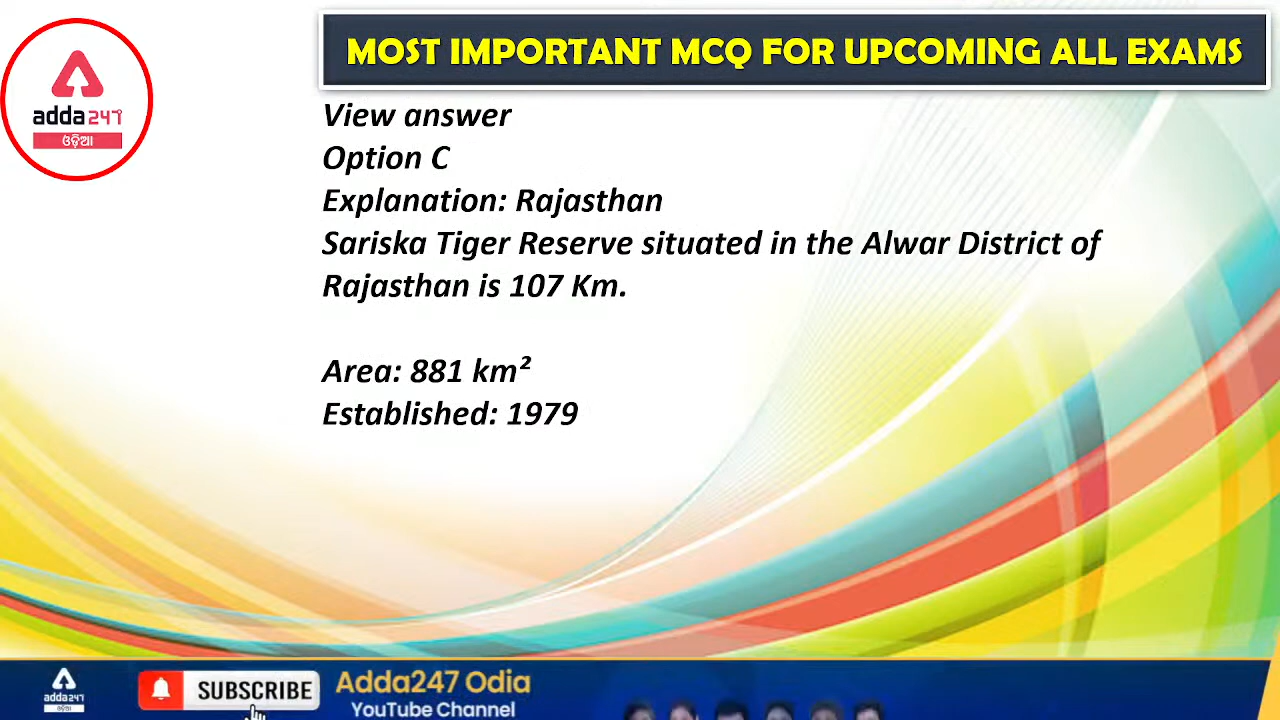 MOST IMPORTANT MCQ FOR UPCOMING ALL EXAMS
adda247
ଓଡ଼ିଆ
View answer
Option C
Explanation: Rajasthan
Sariska Tiger Reserve situated in the Alwar District of
Rajasthan is 107 Km.
Area: 881 km²
Established: 1979
adda247
ଓଡ଼ିଆ
SUBSCRIBE
Adda247 Odia
YouTube Channel